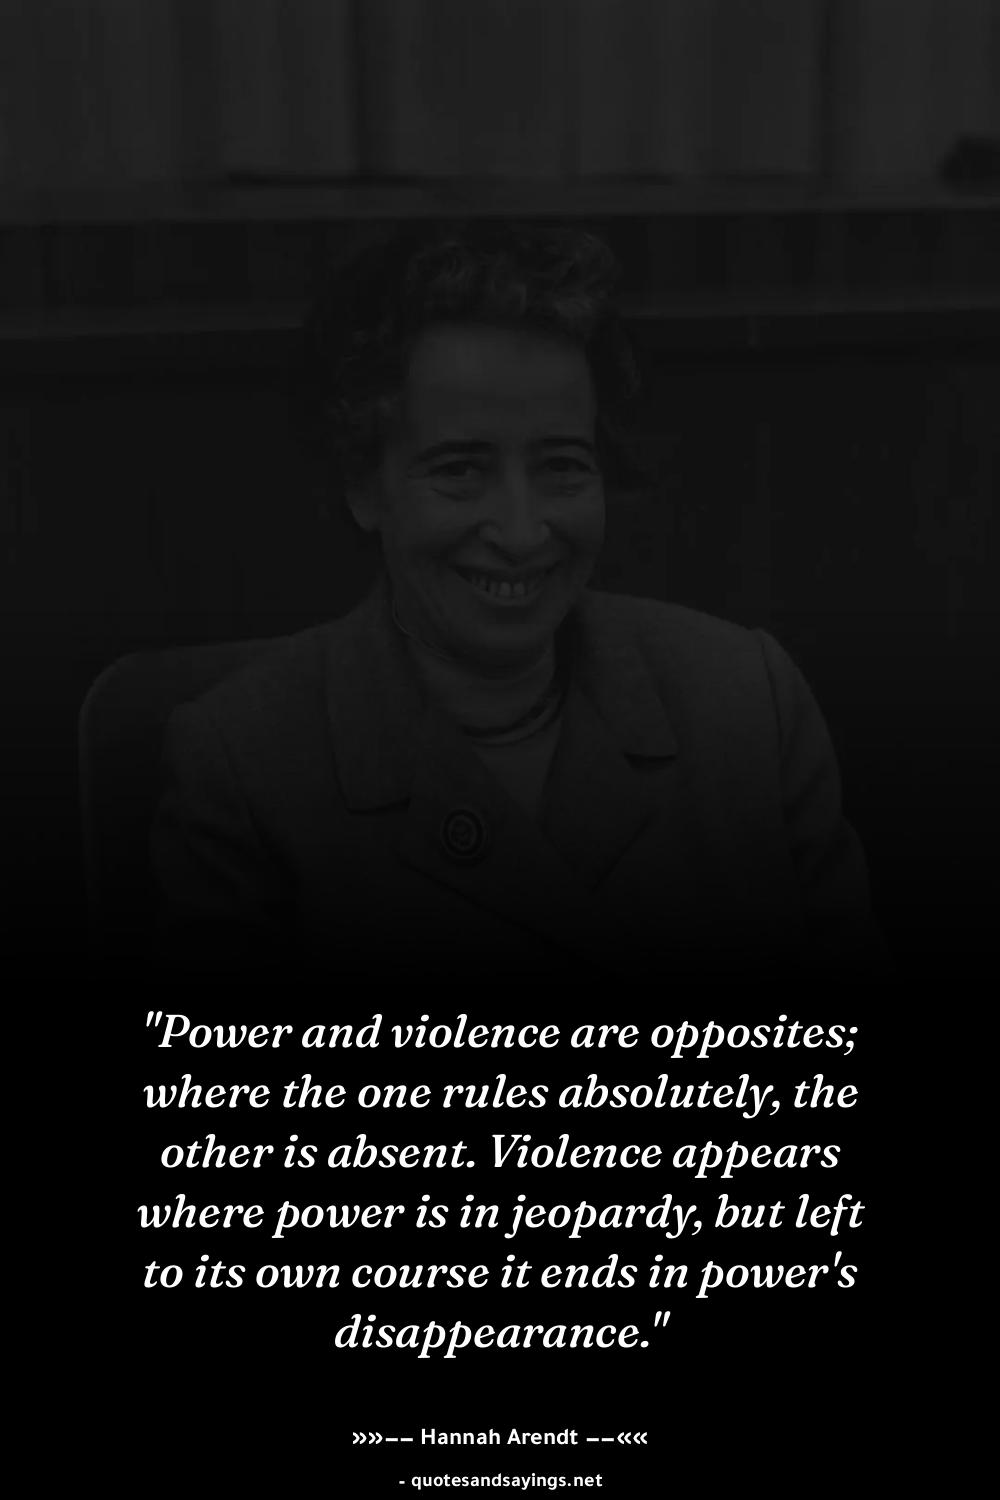 "Power and violence are opposites;
where the one rules absolutely, the
other is absent. Violence appears
where power is in jeopardy, but left
to its own course it ends in power's
disappearance."
»»−− Hannah Arendt −−««
- quotesandsayings.net